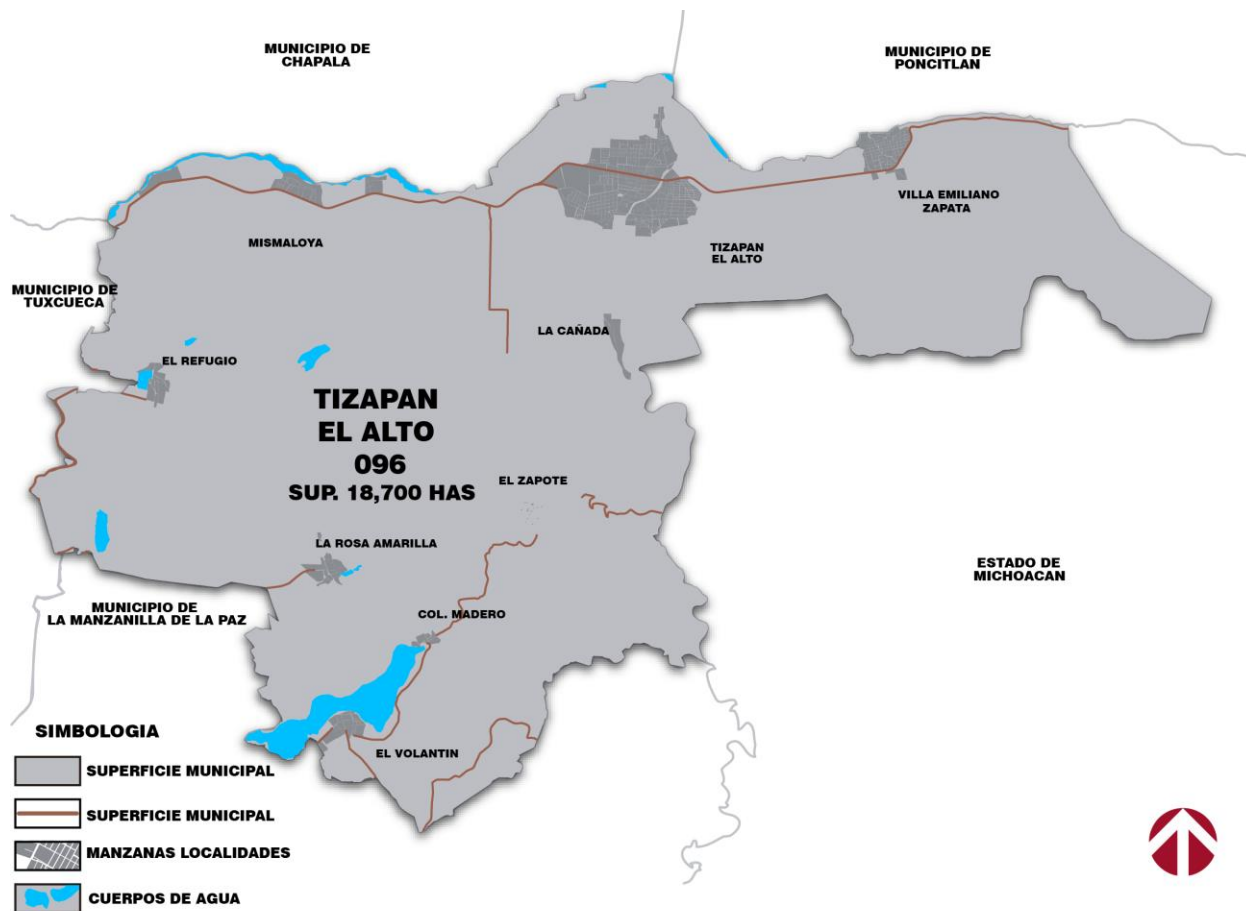 MUNICIPIO DE
CHAPALA
MUNICIPIO DE
PONCITLAN
VILLA EMILIANO
ZAPATA
MISMALOYA
TIZAPAN
EL ALTO
MUNICIPIO DE
TUXCUECA
LA CAÑADA
EL REFUGIO
TIZAPAN
EL ALTO
096
SUP. 18,700 HAS
EL ZAPOTE
LA ROSA AMARILLA
ESTADO DE
MICHOACAN
MUNICIPIO DE
LA MANZANILLA DE LA PAZ
COL. MADERO
EL VOLANTIN
SIMBOLOGIA
SUPERFICIE MUNICIPAL
SUPERFICIE MUNICIPAL
MANZANAS LOCALIDADES
CUERPOS DE AGUA